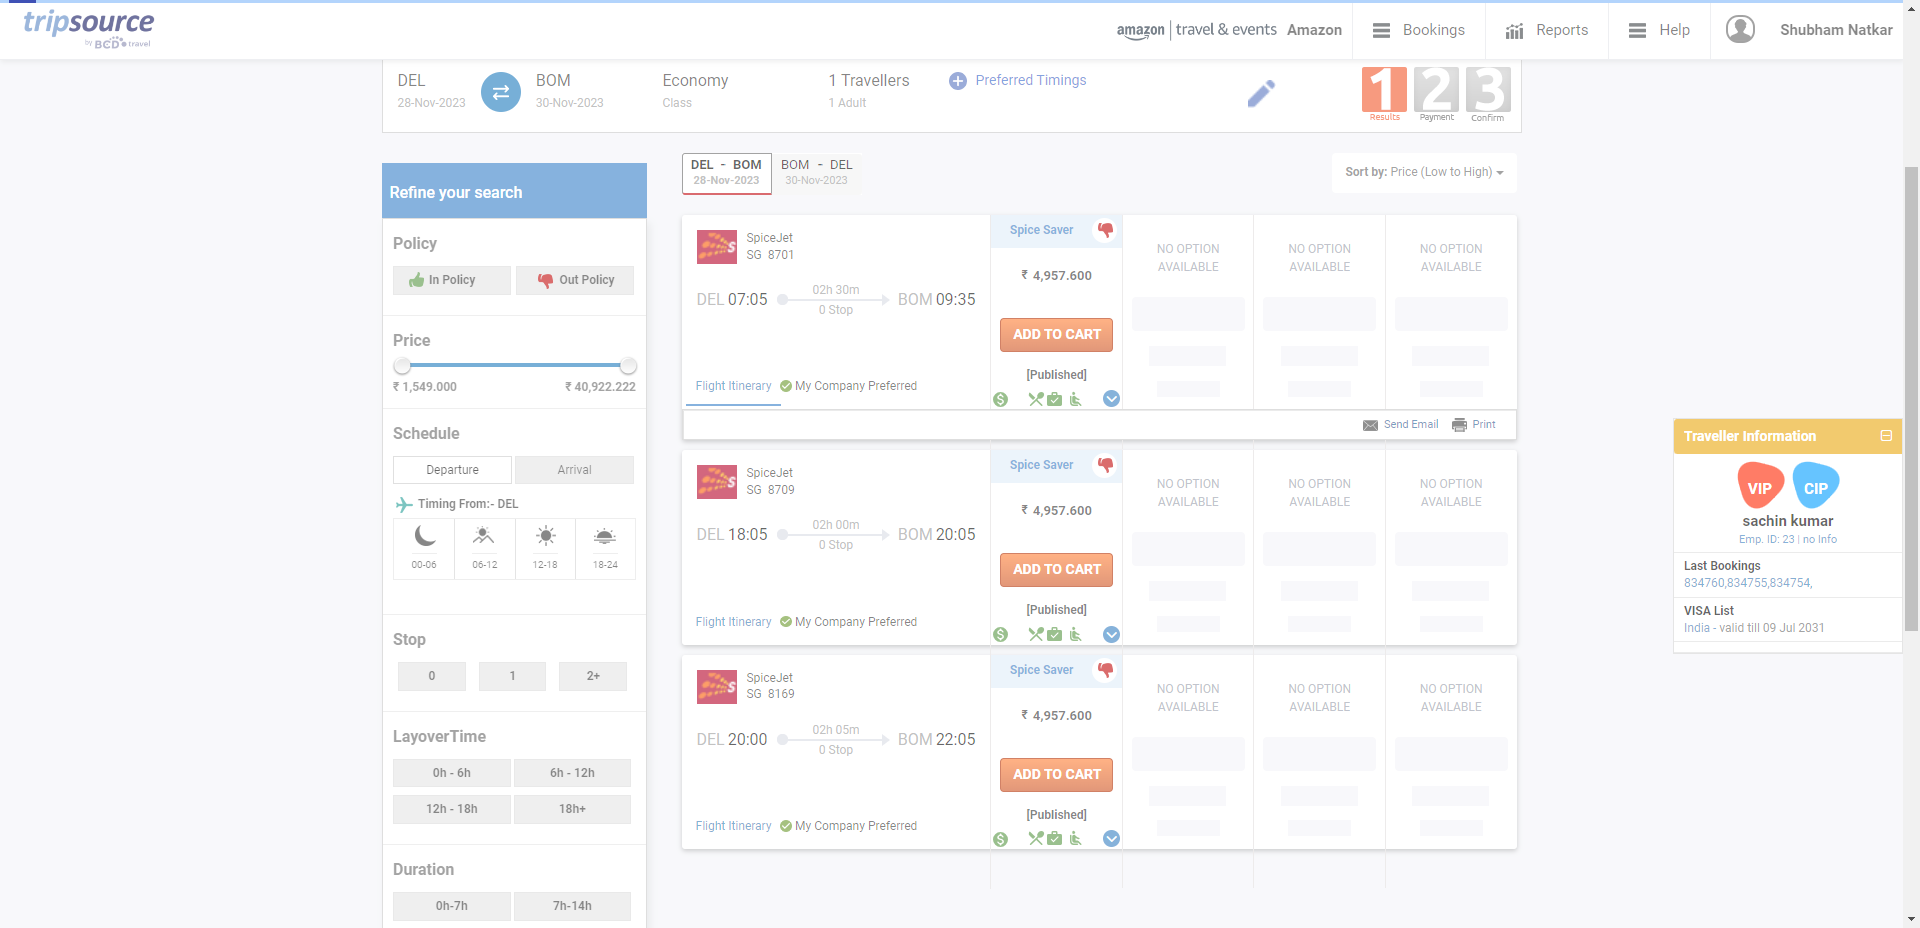 tripsource
by BCD travel
amazon | travel & events Amazon
Bookings
Reports
Help
Shubham Natkar
DEL
28-Nov-2023
BOM
30-Nov-2023
Economy
Class
1 Travellers
1 Adult
Preferred Timings
1 2 3
Results Payment Confirm
DEL - BOM
28-Nov-2023
BOM - DEL
30-Nov-2023
Sort by: Price (Low to High)
Refine your search
Policy
In Policy
Out Policy
Price
₹ 1,549.000
₹ 40,922.222
Schedule
Departure
Arrival
Timing From:- DEL
00-06
06-12
12-18
18-24
Stop
0
1
2+
LayoverTime
0h - 6h
6h - 12h
12h - 18h
18h+
Duration
0h-7h
7h-14h
SpiceJet
SG 8701
DEL 07:05
02h 30m
0 Stop
BOM 09:35
Flight Itinerary
My Company Preferred
Spice Saver
₹ 4,957.600
ADD TO CART
[Published]
NO OPTION
AVAILABLE
NO OPTION
AVAILABLE
NO OPTION
AVAILABLE
Send Email
Print
SpiceJet
SG 8709
DEL 18:05
02h 00m
0 Stop
BOM 20:05
Flight Itinerary
My Company Preferred
Spice Saver
₹ 4,957.600
ADD TO CART
[Published]
NO OPTION
AVAILABLE
NO OPTION
AVAILABLE
NO OPTION
AVAILABLE
SpiceJet
SG 8169
DEL 20:00
02h 05m
0 Stop
BOM 22:05
Flight Itinerary
My Company Preferred
Spice Saver
₹ 4,957.600
ADD TO CART
[Published]
NO OPTION
AVAILABLE
NO OPTION
AVAILABLE
NO OPTION
AVAILABLE
Traveller Information
VIP
CIP
sachin kumar
Emp. ID: 23 | no info
Last Bookings
834760,834755,834754,
VISA List
India - valid till 09 Jul 2031